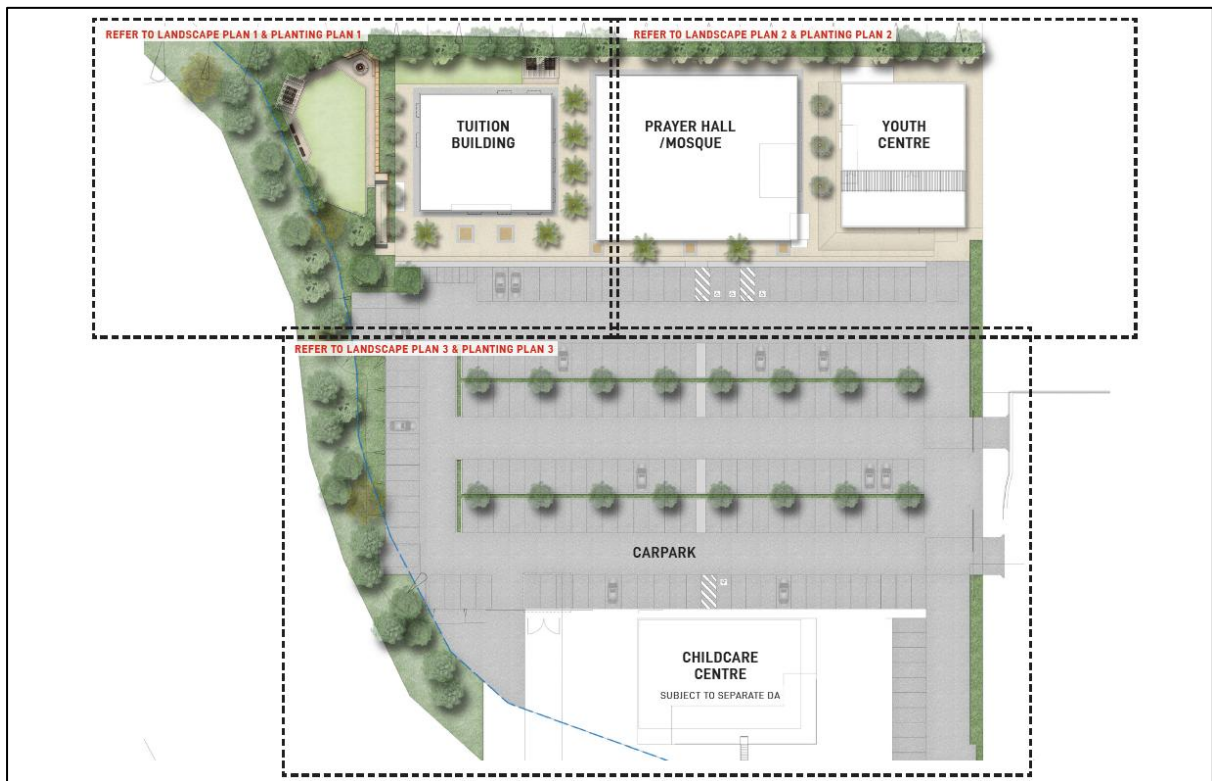 REFER TO LANDSCAPE PLAN 1 & PLANTING PLAN 1
REFER TO LANDSCAPE PLAN 2 & PLANTING PLAN 2
TUITION
BUILDING
PRAYER HALL
/MOSQUE
YOUTH
CENTRE
REFER TO LANDSCAPE PLAN 3 & PLANTING PLAN 3
CARPARK
CHILDCARE
CENTRE
SUBJECT TO SEPARATE DA